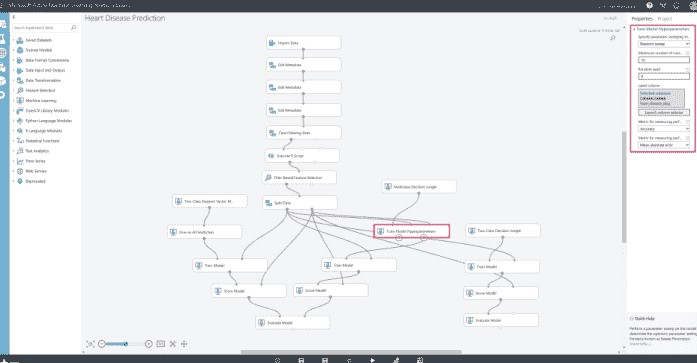 Heart Disease Prediction
Properties Project
Search experiment items
Saved Datasets
Trained Models
Data Format Conversions
Data Input and Output
Data Transformation
Feature Selection
Machine Learning
OpenCV Library Modules
Python Language Modules
R Language Modules
Statistical Functions
Text Analytics
Time Series
Web Service
Deprecated
Import Data
Edit Metadata
Edit Metadata
Edit Metadata
Clean Missing Data
Execute R Script
Filter Based Feature Selection
Split Data
Two-Class Support Vector M...
One-vs-All Multiclass
Multiclass Decision Jungle
Tune Model Hyperparameters
Two-Class Decision Jungle
Train Model
Train Model
Train Model
Score Model
Score Model
Score Model
Evaluate Model
Evaluate Model
Tune Model Hyperparameters
Specify parameter sweeping m...
Random sweep
Maximum number of runs...
Random seed
0
Label column
Selected columns:
Column names:
Launch column selector
Metric for measuring perf...
Accuracy
Metric for measuring perf...
Mean absolute error
Quick Help